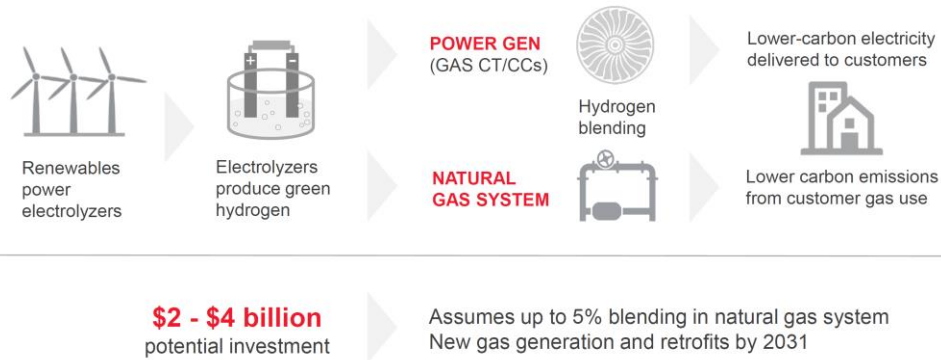 Renewables
power
electrolyzers
+ −
Electrolyzers
produce green
hydrogen
POWER GEN
(GAS CT/CCs)
NATURAL
GAS SYSTEM
Hydrogen
blending
Lower-carbon electricity
delivered to customers
Lower carbon emissions
from customer gas use
$2 - $4 billion
potential investment
Assumes up to 5% blending in natural gas system
New gas generation and retrofits by 2031